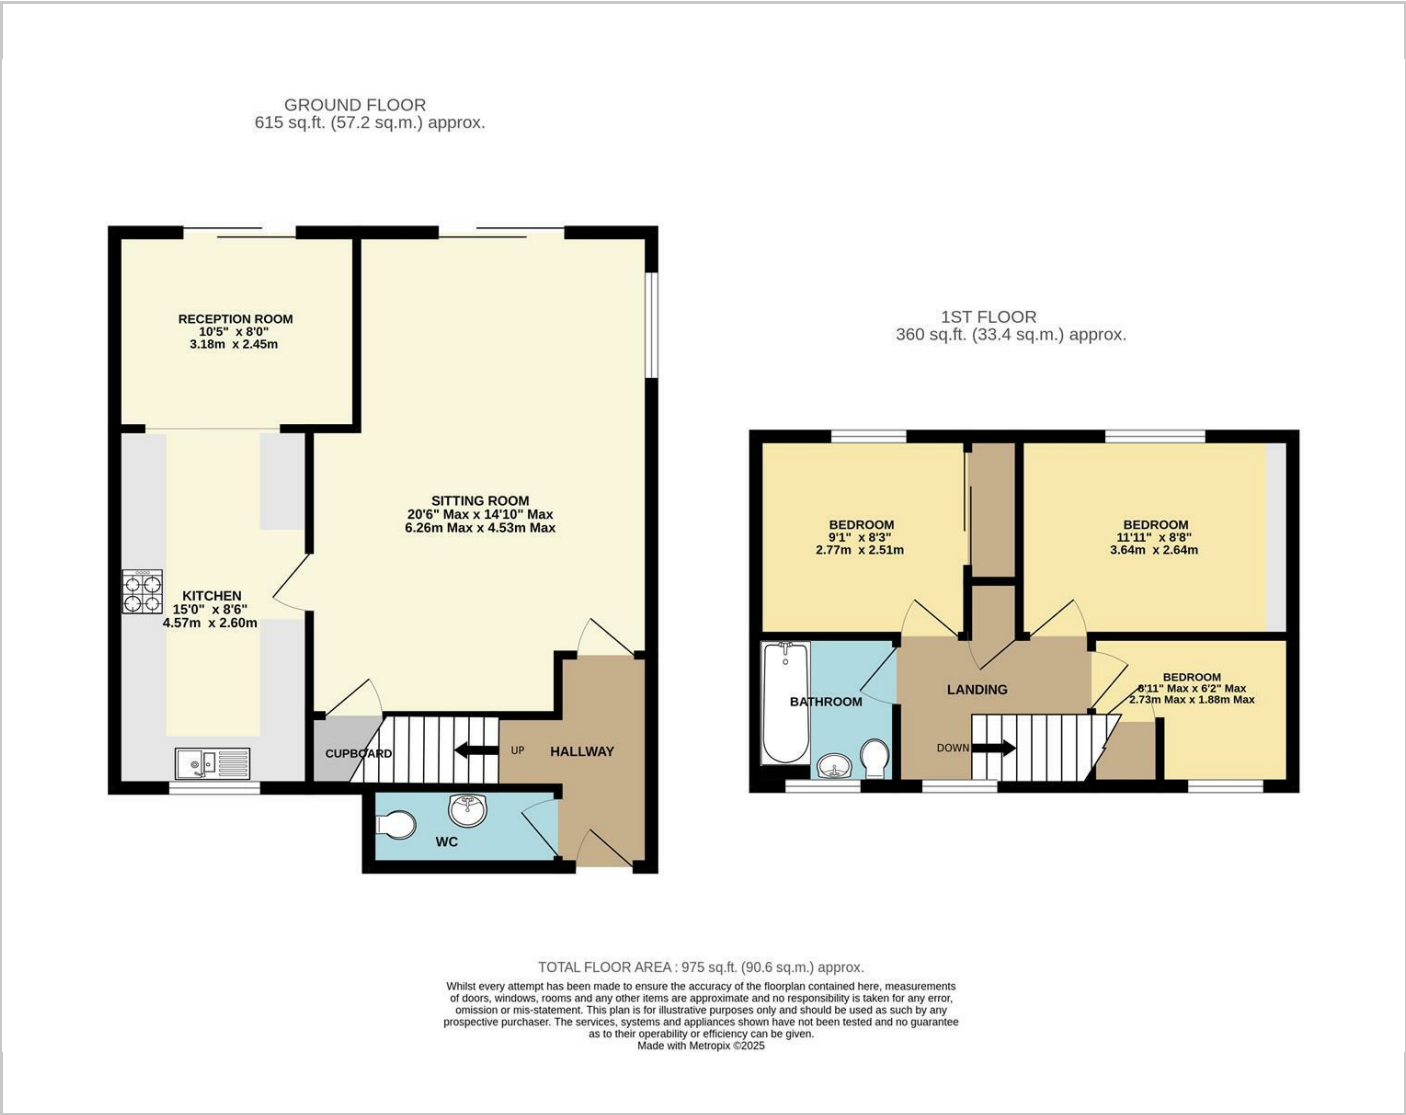 GROUND FLOOR
615 sq.ft. (57.2 sq.m.) approx.
RECEPTION ROOM
10'5" x 8'0"
3.18m x 2.45m
SITTING ROOM
20'6" Max x 14'10" Max
6.26m Max x 4.53m Max
KITCHEN
15'0" x 8'6"
4.57m x 2.60m
CUPBOARD
UP
HALLWAY
WC
1ST FLOOR
360 sq.ft. (33.4 sq.m.) approx.
BEDROOM
9'1" x 8'3"
2.77m x 2.51m
BEDROOM
11'11" x 8'8"
3.64m x 2.64m
BATHROOM
LANDING
BEDROOM
8'11" Max x 6'2" Max
2.73m Max x 1.88m Max
DOWN
TOTAL FLOOR AREA : 975 sq.ft. (90.6 sq.m.) approx.
Whilst every attempt has been made to ensure the accuracy of the floorplan contained here, measurements
of doors, windows, rooms and any other items are approximate and no responsibility is taken for any error,
omission or mis-statement. This plan is for illustrative purposes only and should be used as such by any
prospective purchaser. The services, systems and appliances shown have not been tested and no guarantee
as to their operability or efficiency can be given.
Made with Metropix ©2025